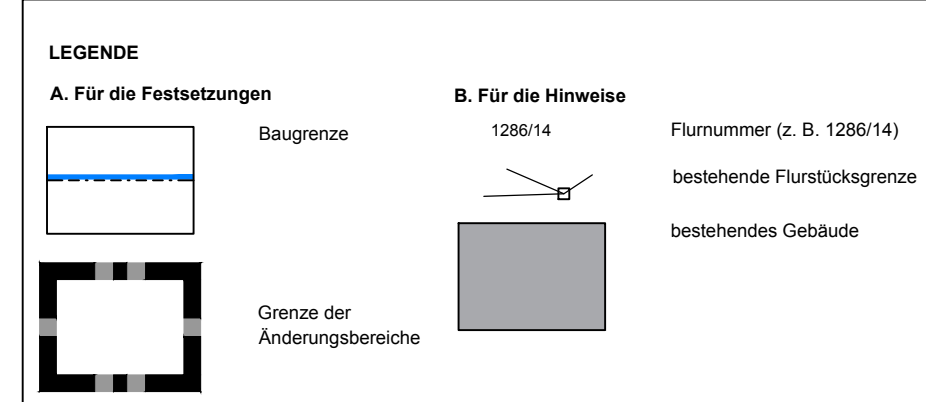 LEGENDE
A. Für die Festsetzungen
Baugrenze
Grenze der
Änderungsbereiche
B. Für die Hinweise
1286/14
Flurnummer (z. B. 1286/14)
bestehende Flurstücksgrenze
bestehendes Gebäude